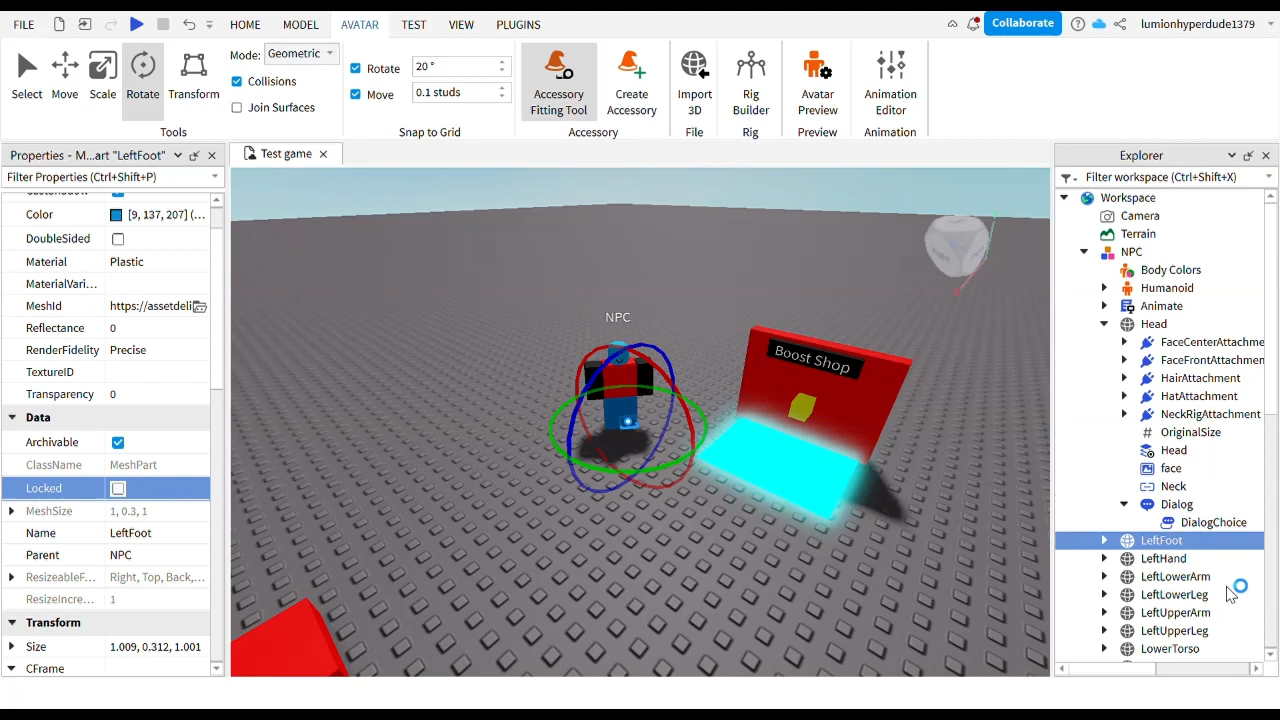 FILE HOME MODEL AVATAR TEST VIEW PLUGINS Collaborate lumionhyperdude1379
Select Move Scale Rotate Transform
Mode: Geometric
Collisions
Join Surfaces
Tools
Rotate 20 °
Move 0.1 studs
Snap to Grid
Accessory Fitting Tool
Create Accessory
Accessory
Import 3D
File
Rig Builder
Rig
Avatar Preview
Preview
Animation Editor
Animation
Properties - M...art "LeftFoot"
Filter Properties (Ctrl+Shift+P)
Color [9, 137, 207] (...
DoubleSided
Material Plastic
MaterialVari...
MeshId https://assetdeli
Reflectance 0
RenderFidelity Precise
TextureID
Transparency 0
Data
Archivable
ClassName MeshPart
Locked
MeshSize 1, 0.3, 1
Name LeftFoot
Parent NPC
ResizeableF... Right, Top, Back,...
ResizeIncre... 1
Transform
Size 1.009, 0.312, 1.001
CFrame
Test game
NPC
Boost Shop
Explorer
Filter workspace (Ctrl+Shift+X)
Workspace
Camera
Terrain
NPC
Body Colors
Humanoid
Animate
Head
FaceCenterAttachme
FaceFrontAttachmen
HairAttachment
HatAttachment
NeckRigAttachment
OriginalSize
Head
face
Neck
Dialog
DialogChoice
LeftFoot
LeftHand
LeftLowerArm
LeftLowerLeg
LeftUpperArm
LeftUpperLeg
LowerTorso